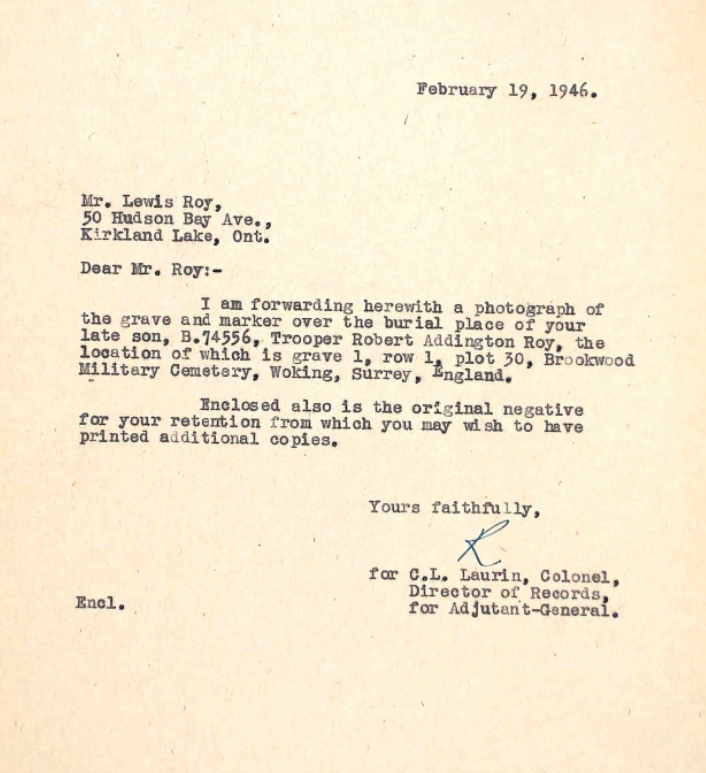 February 19, 1946.
Mr. Lewis Roy,
50 Hudson Bay Ave.,
Kirkland Lake, Ont.
Dear Mr. Roy:-
I am forwarding herewith a photograph of
the grave and marker over the burial place of your
late son, B.74556, Trooper Robert Addington Roy, the
location of which is grave 1, row 1, plot 30, Brookwood
Military Cemetery, Woking, Surrey, England.
Enclosed also is the original negative
for your retention from which you may wish to have
printed additional copies.
Yours faithfully,
R
for C.L. Laurin, Colonel,
Director of Records,
for Adjutant-General.
Encl.